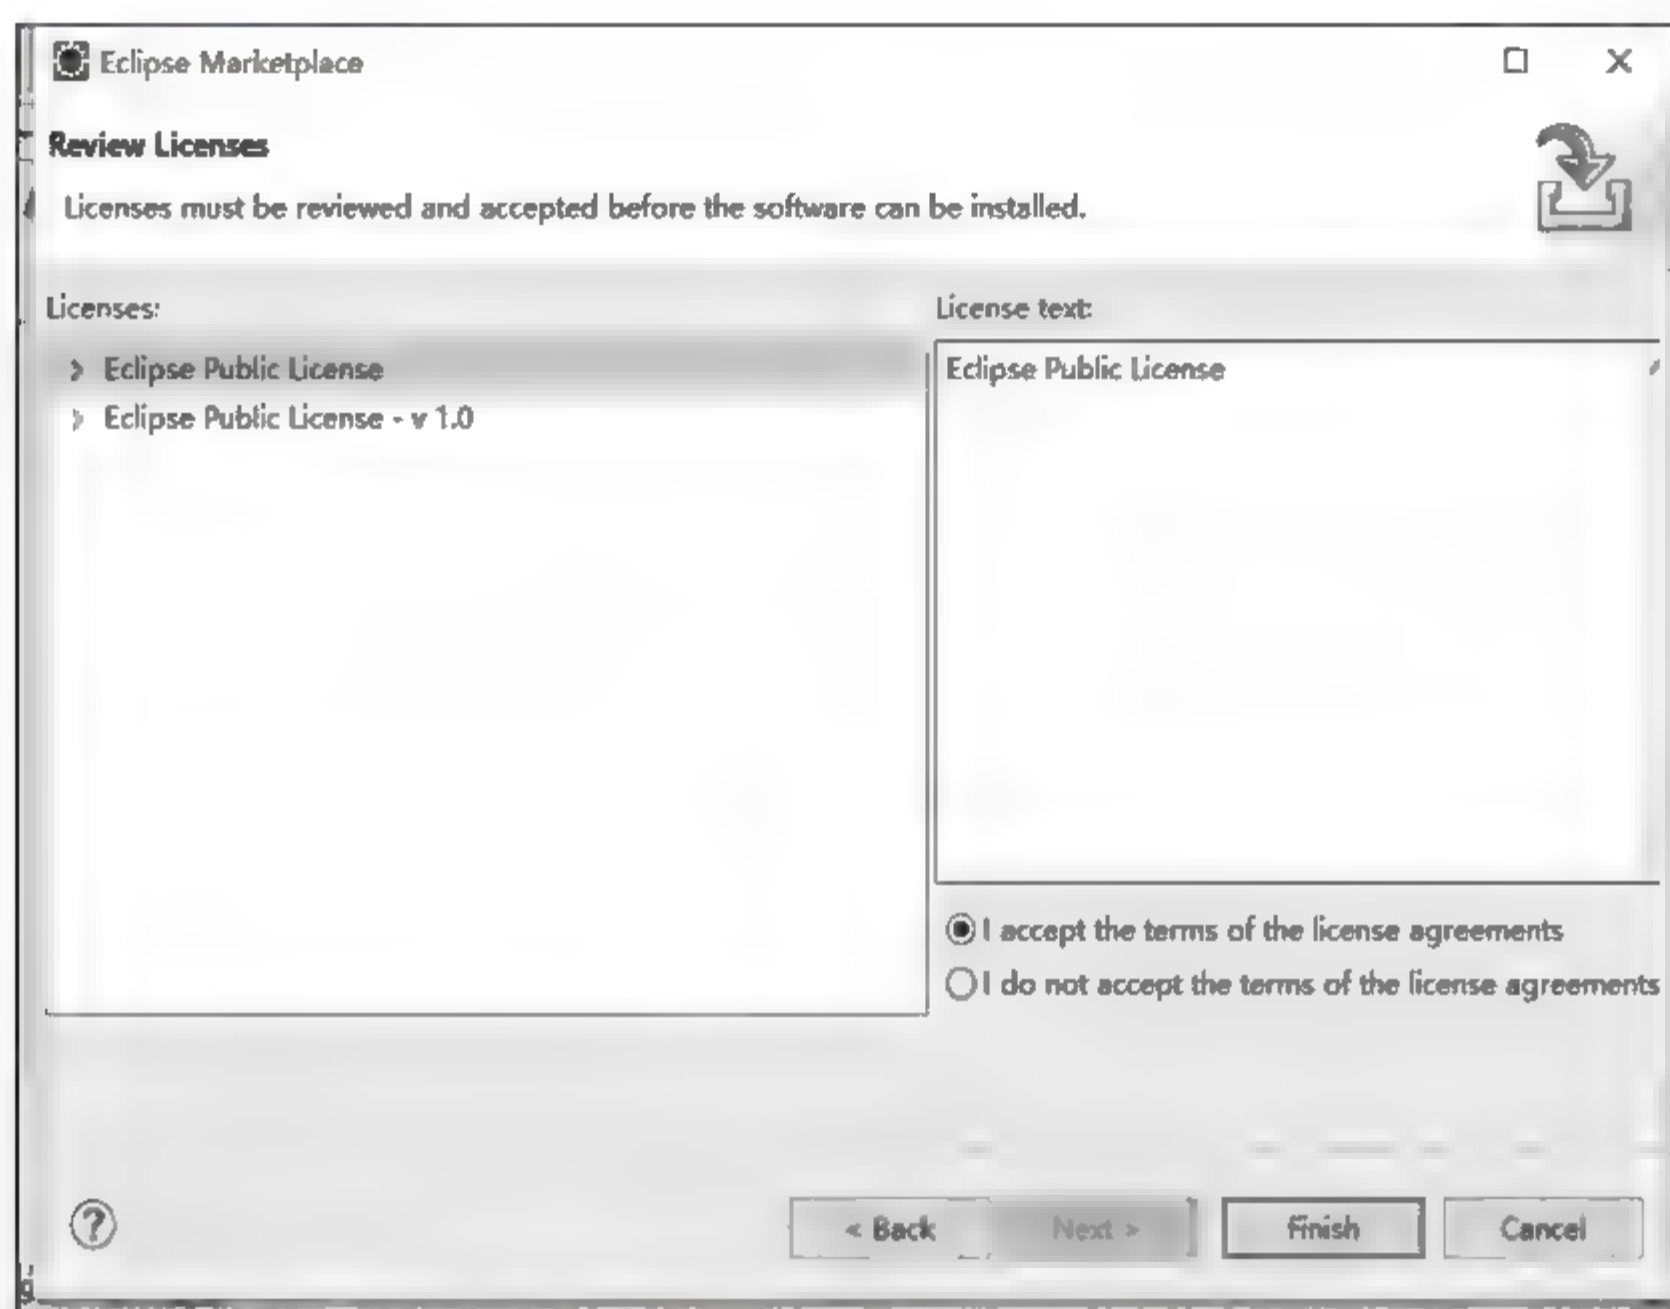 Eclipse Marketplace
Review Licenses
Licenses must be reviewed and accepted before the software can be installed.
Licenses:
License text:
Eclipse Public License
Eclipse Public License
Eclipse Public License - v 1.0
I accept the terms of the license agreements
I do not accept the terms of the license agreements
?
< Back
Next >
Finish
Cancel